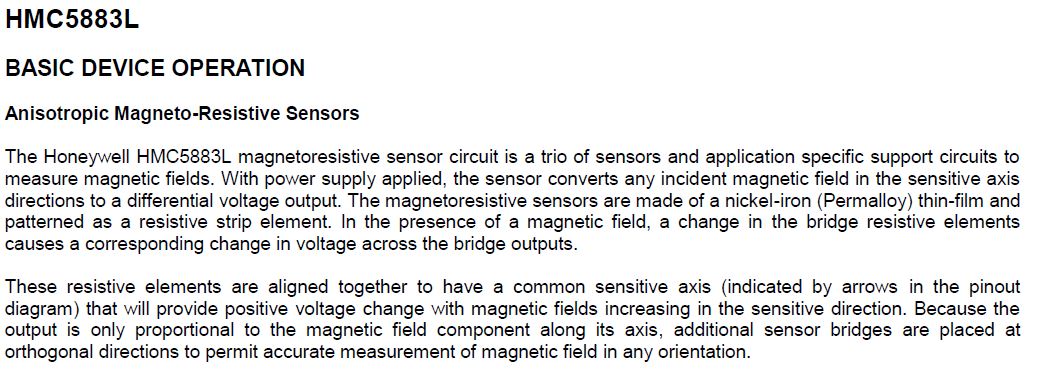 HMC5883L
BASIC DEVICE OPERATION
Anisotropic Magneto-Resistive Sensors
The Honeywell HMC5883L magnetoresistive sensor circuit is a trio of sensors and application specific support circuits to
measure magnetic fields. With power supply applied, the sensor converts any incident magnetic field in the sensitive axis
directions to a differential voltage output. The magnetoresistive sensors are made of a nickel-iron (Permalloy) thin-film and
patterned as a resistive strip element. In the presence of a magnetic field, a change in the bridge resistive elements
causes a corresponding change in voltage across the bridge outputs.
These resistive elements are aligned together to have a common sensitive axis (indicated by arrows in the pinout
diagram) that will provide positive voltage change with magnetic fields increasing in the sensitive direction. Because the
output is only proportional to the magnetic field component along its axis, additional sensor bridges are placed at
orthogonal directions to permit accurate measurement of magnetic field in any orientation.